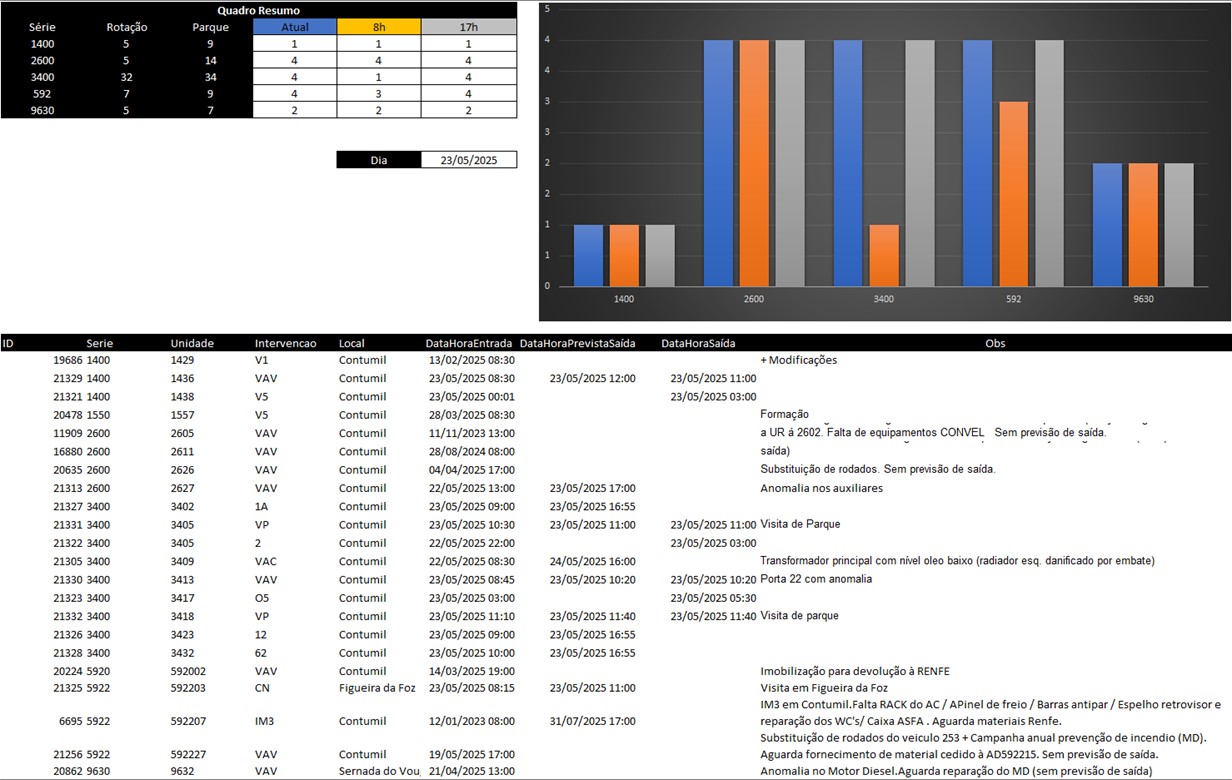 Quadro Resumo
Série Rotação Parque Atual 8h 17h
1400 5 9 1 1 1
2600 5 14 4 4 4
3400 32 34 4 1 4
592 7 9 4 3 4
9630 5 7 2 2 2
Dia 23/05/2025
5
4
4
3
3
2
2
1
1
0
1400 2600 3400 592 9630
ID Serie Unidade Intervencao Local DataHoraEntrada DataHoraPrevistaSaída DataHoraSaída Obs
19686 1400 1429 V1 Contumil 13/02/2025 08:30 + Modificações
21329 1400 1436 VAV Contumil 23/05/2025 08:30 23/05/2025 12:00 23/05/2025 11:00
21321 1400 1438 V5 Contumil 23/05/2025 00:01 23/05/2025 03:00
20478 1550 1557 V5 Contumil 28/03/2025 08:30 Formação
11909 2600 2605 VAV Contumil 11/11/2023 13:00 a UR á 2602. Falta de equipamentos CONVEL Sem previsão de saída.
16880 2600 2611 VAV Contumil 28/08/2024 08:00 saída)
20635 2600 2626 VAV Contumil 04/04/2025 17:00 Substituição de rodados. Sem previsão de saída.
21313 2600 2627 VAV Contumil 22/05/2025 13:00 23/05/2025 17:00 Anomalia nos auxiliares
21327 3400 3402 1A Contumil 23/05/2025 09:00 23/05/2025 16:55
21331 3400 3405 VP Contumil 23/05/2025 10:30 23/05/2025 11:00 23/05/2025 11:00 Visita de Parque
21322 3400 3405 2 Contumil 22/05/2025 22:00 23/05/2025 03:00
21305 3400 3409 VAC Contumil 22/05/2025 08:30 24/05/2025 16:00 Transformador principal com nível oleo baixo (radiador esq. danificado por embate)
21330 3400 3413 VAV Contumil 23/05/2025 08:45 23/05/2025 10:20 23/05/2025 10:20 Porta 22 com anomalia
21323 3400 3417 O5 Contumil 23/05/2025 03:00 23/05/2025 05:30
21332 3400 3418 VP Contumil 23/05/2025 11:10 23/05/2025 11:40 23/05/2025 11:40 Visita de parque
21326 3400 3423 12 Contumil 23/05/2025 09:00 23/05/2025 16:55
21328 3400 3432 62 Contumil 23/05/2025 10:00 23/05/2025 16:55
20224 5920 592002 VAV Contumil 14/03/2025 19:00 Imobilização para devolução à RENFE
21325 5922 592203 CN Figueira da Foz 23/05/2025 08:15 23/05/2025 11:00 Visita em Figueira da Foz
IM3 em Contumil.Falta RACK do AC / APinel de freio / Barras antipar / Espelho retrovisor e
6695 5922 592207 IM3 Contumil 12/01/2023 08:00 31/07/2025 17:00 reparação dos WC's/ Caixa ASFA . Aguarda materiais Renfe.
Substituição de rodados do veiculo 253 + Campanha anual prevenção de incendio (MD).
21256 5922 592227 VAV Contumil 19/05/2025 17:00 Aguarda fornecimento de material cedido à AD592215. Sem previsão de saída.
20862 9630 9632 VAV Sernada do Vou 21/04/2025 13:00 Anomalia no Motor Diesel.Aguarda reparação do MD (sem previsão de saída)